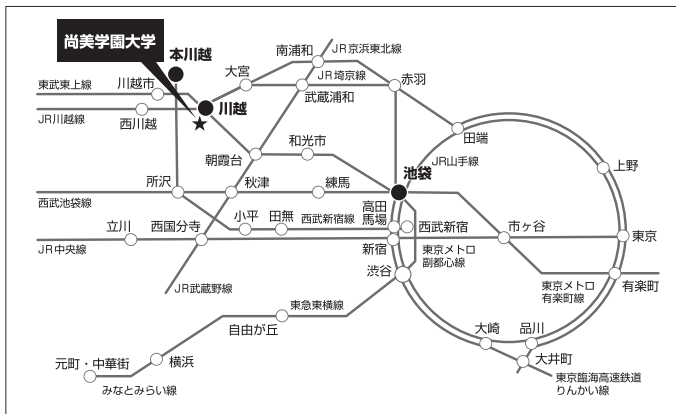 尚美学園大学
本川越
東武東上線
川越市
川越
JR川越線
西川越
大宮
南浦和
JR京浜東北線
JR埼京線
武蔵浦和
赤羽
田端
JR山手線
上野
朝霞台
和光市
池袋
所沢
秋津
練馬
西武池袋線
小平
田無
西武新宿線
高田
馬場
西武新宿
市ヶ谷
東京
立川
西国分寺
JR中央線
新宿
東京メトロ
副都心線
渋谷
JR武蔵野線
東京メトロ
有楽町線
有楽町
東急東横線
自由が丘
大崎
品川
大井町
東京臨海高速鉄道
りんかい線
元町・中華街
横浜
みなとみらい線